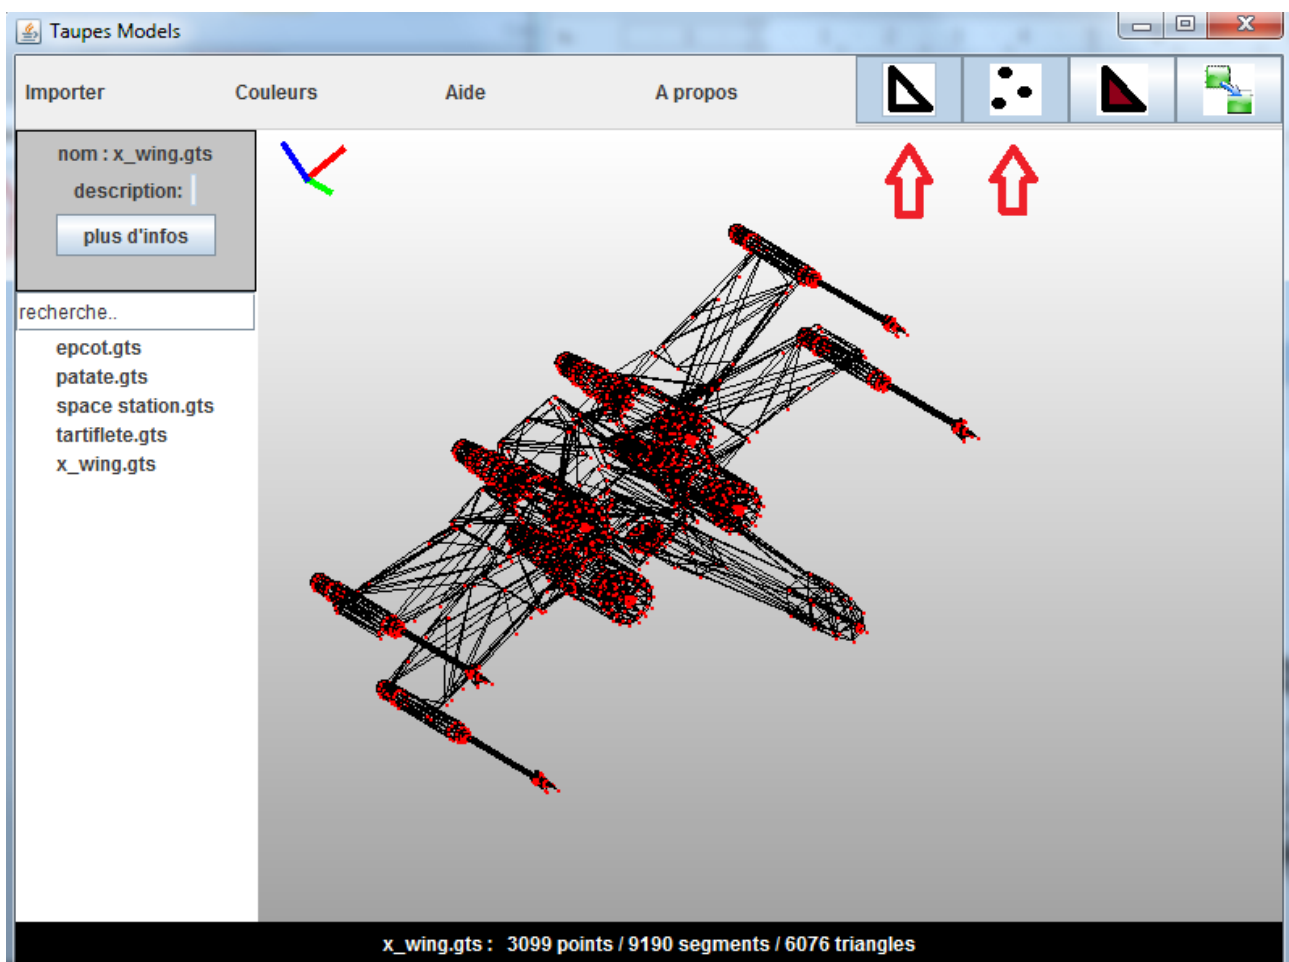 Taupes Models
Importer Couleurs Aide A propos
nom : x_wing.gts
description:
plus d'infos
recherche..
epcot.gts
patate.gts
space station.gts
tartiflete.gts
x_wing.gts
x_wing.gts : 3099 points / 9190 segments / 6076 triangles